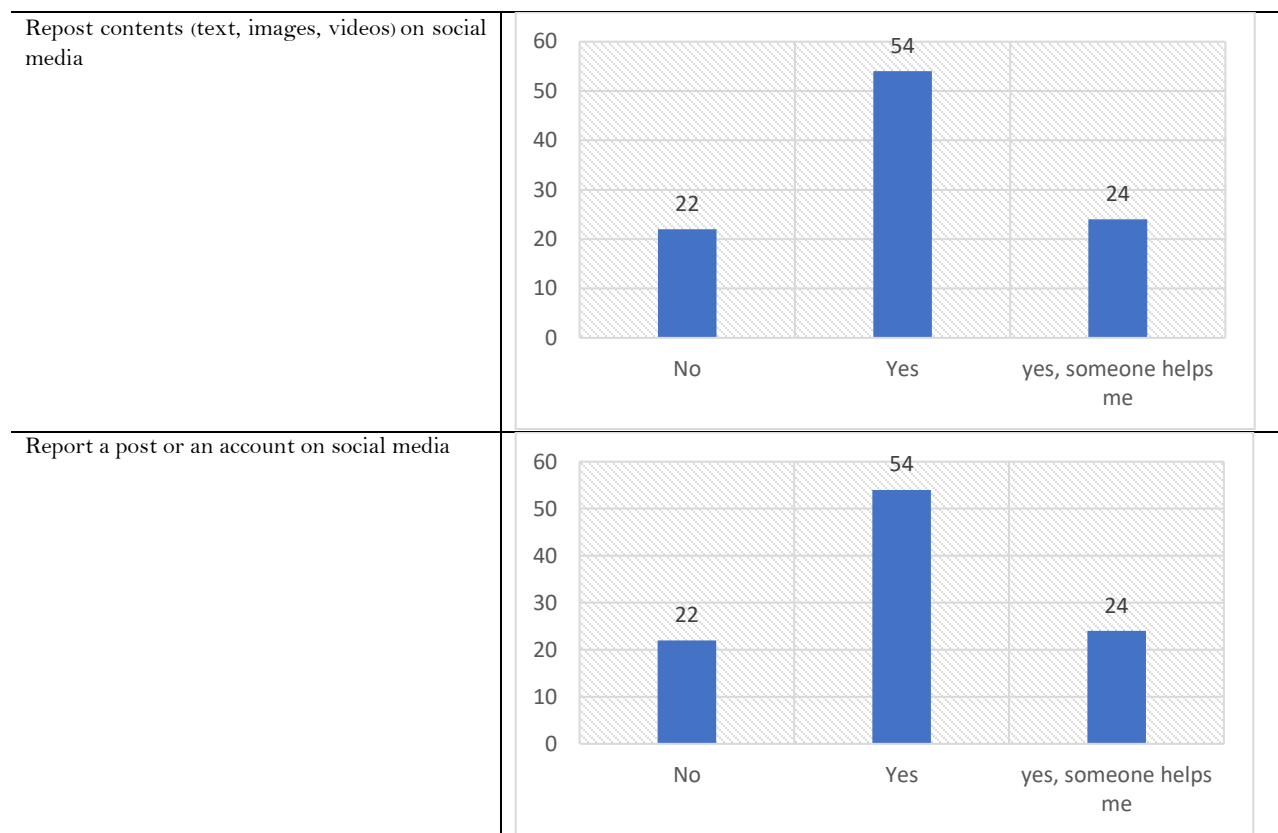 Repost contents (text, images, videos) on social
media
60
50
40
30
20
10
0
22
54
24
No
Yes
yes, someone helps
me
Report a post or an account on social media
60
50
40
30
20
10
0
22
54
24
No
Yes
yes, someone helps
me